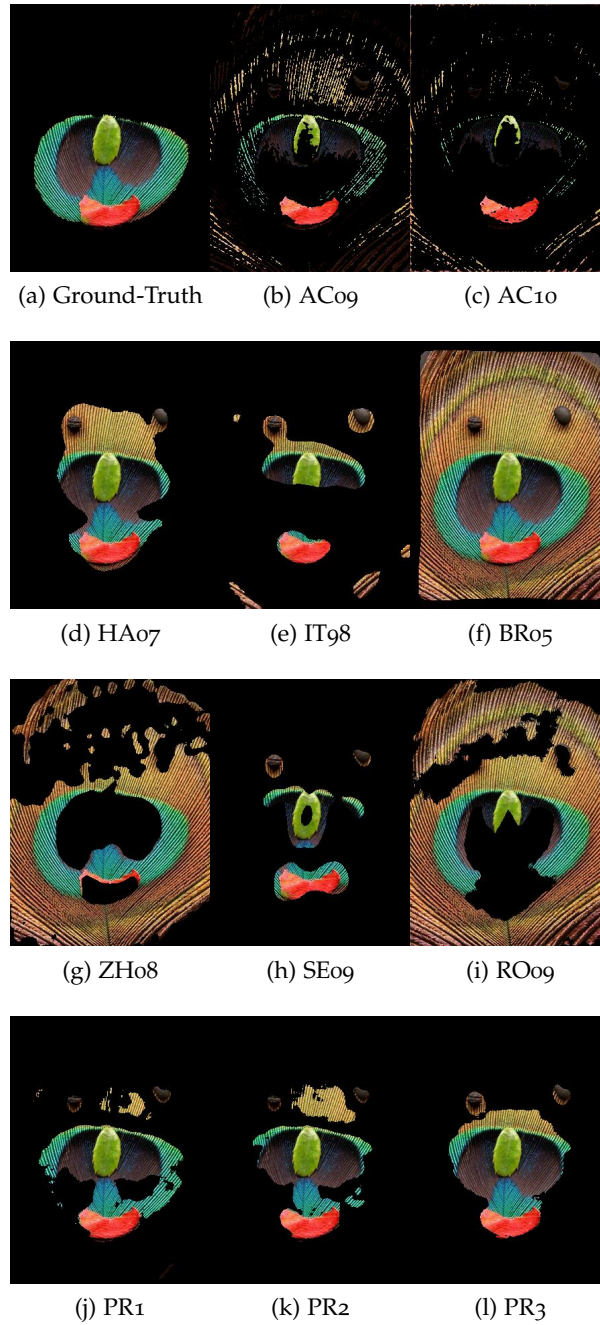 (a) Ground-Truth (b) AC09 (c) AC10
(d) HA07 (e) IT98 (f) BR05
(g) ZH08 (h) SE09 (i) RO09
(j) PR1 (k) PR2 (l) PR3